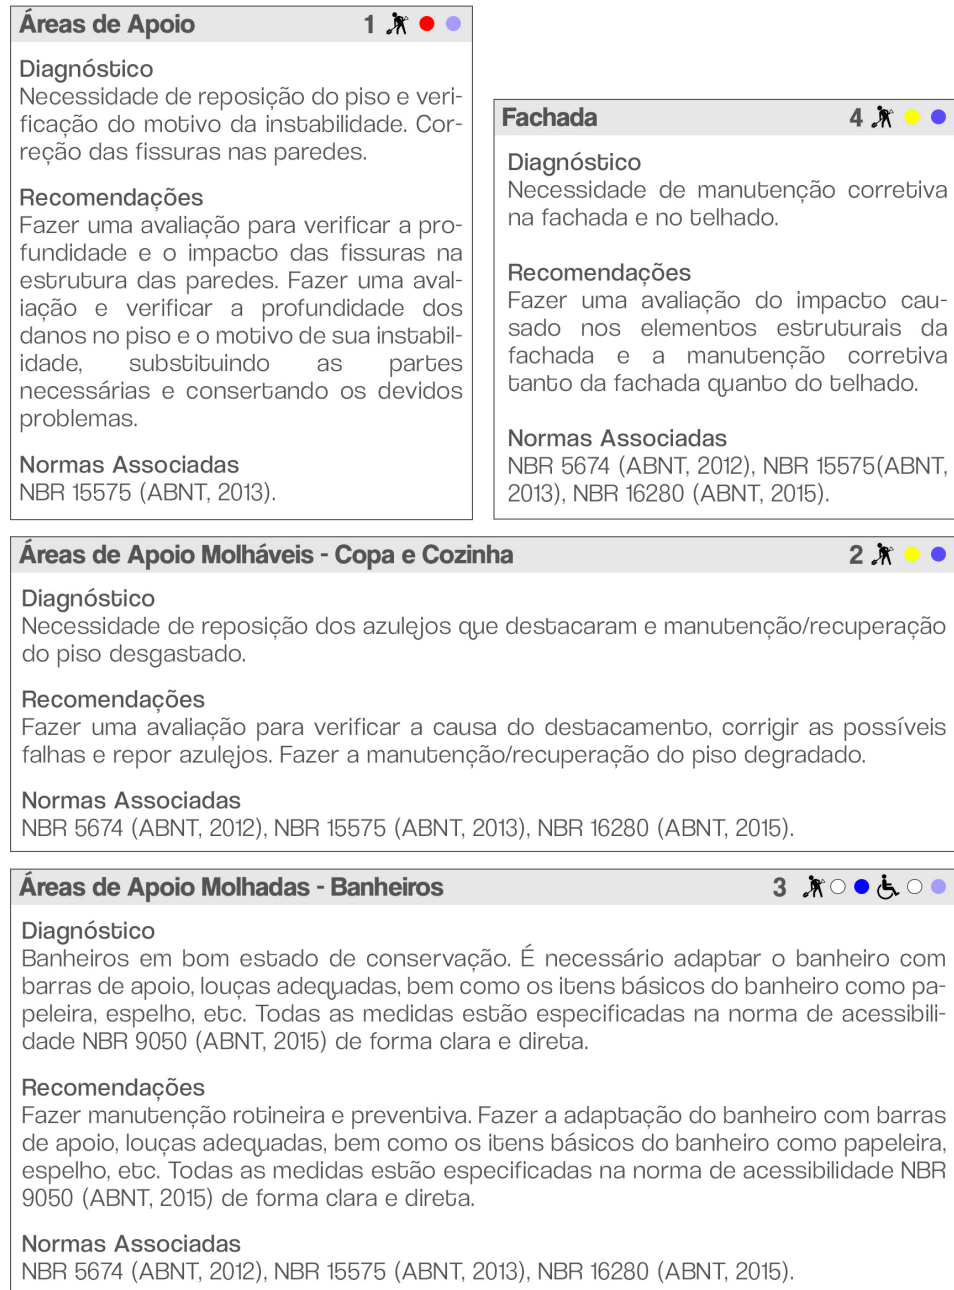 Áreas de Apoio 1
Diagnóstico
Necessidade de reposição do piso e veri-
ficação do motivo da instabilidade. Cor-
reção das fissuras nas paredes.
Recomendações
Fazer uma avaliação para verificar a pro-
fundidade e o impacto das fissuras na
estrutura das paredes. Fazer uma aval-
iação e verificar a profundidade dos
danos no piso e o motivo de sua instabil-
idade, substituindo as partes
necessárias e consertando os devidos
problemas.
Normas Associadas
NBR 15575 (ABNT, 2013).
Fachada 4
Diagnóstico
Necessidade de manutenção corretiva
na fachada e no telhado.
Recomendações
Fazer uma avaliação do impacto cau-
sado nos elementos estruturais da
fachada e a manutenção corretiva
tanto da fachada quanto do telhado.
Normas Associadas
NBR 5674 (ABNT, 2012), NBR 15575(ABNT,
2013), NBR 16280 (ABNT, 2015).
Áreas de Apoio Molháveis - Copa e Cozinha 2
Diagnóstico
Necessidade de reposição dos azulejos que destacaram e manutenção/recuperação
do piso desgastado.
Recomendações
Fazer uma avaliação para verificar a causa do destacamento, corrigir as possíveis
falhas e repor azulejos. Fazer a manutenção/recuperação do piso degradado.
Normas Associadas
NBR 5674 (ABNT, 2012), NBR 15575 (ABNT, 2013), NBR 16280 (ABNT, 2015).
Áreas de Apoio Molhadas - Banheiros 3
Diagnóstico
Banheiros em bom estado de conservação. É necessário adaptar o banheiro com
barras de apoio, louças adequadas, bem como os itens básicos do banheiro como pa-
peleira, espelho, etc. Todas as medidas estão especificadas na norma de acessibili-
dade NBR 9050 (ABNT, 2015) de forma clara e direta.
Recomendações
Fazer manutenção rotineira e preventiva. Fazer a adaptação do banheiro com barras
de apoio, louças adequadas, bem como os itens básicos do banheiro como papeleira,
espelho, etc. Todas as medidas estão especificadas na norma de acessibilidade NBR
9050 (ABNT, 2015) de forma clara e direta.
Normas Associadas
NBR 5674 (ABNT, 2012), NBR 15575 (ABNT, 2013), NBR 16280 (ABNT, 2015).